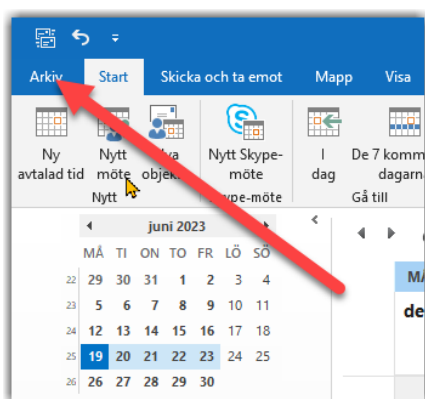 Arkiv Start Skicka och ta emot Mapp Visa
Ny Nytt Nytt Skype- I De 7 komm
avtalad tid möte obje möte dag dagarn
Nytt pe-möte Gå till
juni 2023
MÅ TI ON TO FR LÖ SÖ
22 29 30 31 1 2 3 4
23 5 6 7 8 9 10 11
24 12 13 14 15 16 17 18
25 19 20 21 22 23 24 25
26 26 27 28 29 30
MÅ
de